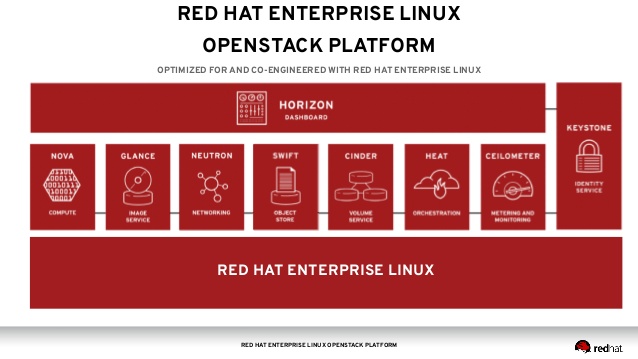 RED HAT ENTERPRISE LINUX
OPENSTACK PLATFORM
OPTIMIZED FOR AND CO-ENGINEERED WITH RED HAT ENTERPRISE LINUX
HORIZON
DASHBOARD
KEYSTONE
IDENTITY
SERVICE
NOVA
COMPUTE
GLANCE
IMAGE
SERVICE
NEUTRON
NETWORKING
SWIFT
OBJECT
STORE
CINDER
VOLUME
SERVICE
HEAT
ORCHESTRATION
CEILOMETER
METERING AND
MONITORING
RED HAT ENTERPRISE LINUX
RED HAT ENTERPRISE LINUX OPENSTACK PLATFORM
redhat.